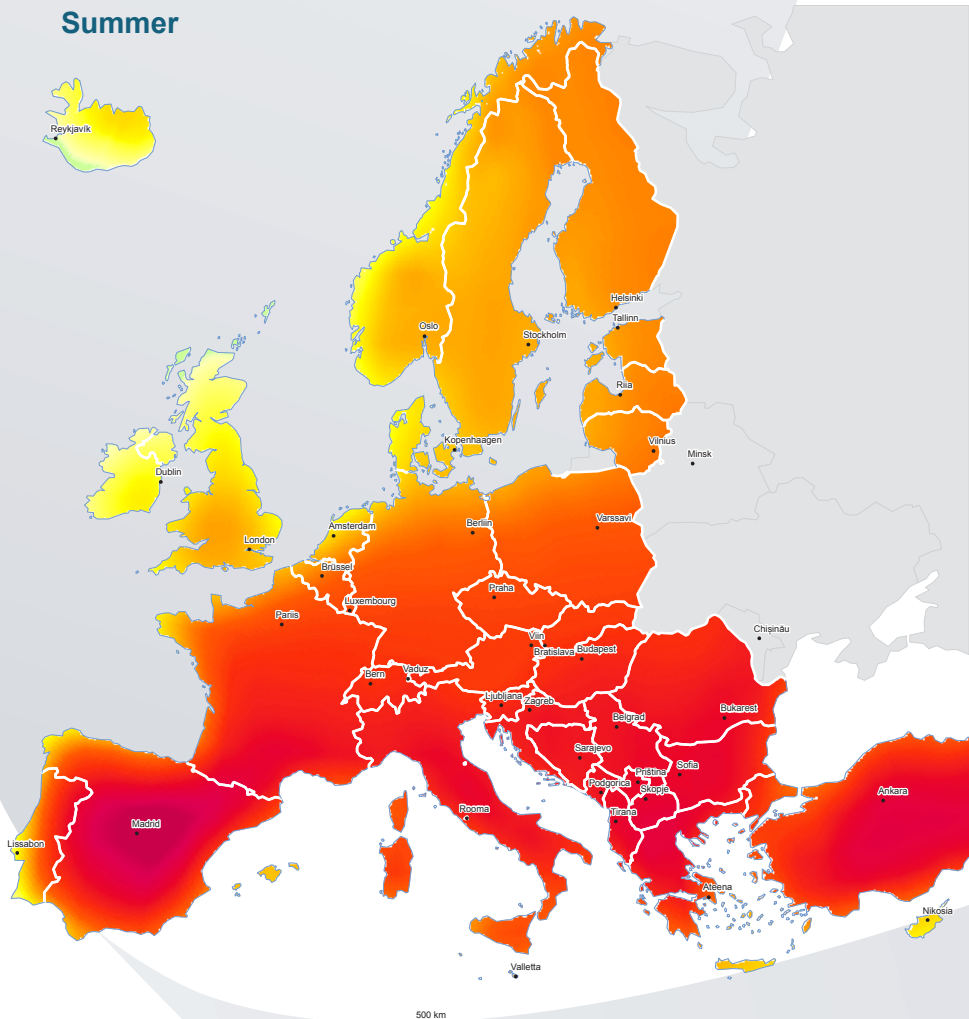 Summer
Reykjavík
Helsinki
Tallinn
Oslo
Stockholm
Riia
Kopenhaagen
Vilnius
Minsk
Dublin
Amsterdam
Berliin
Varssavi
London
Brüssel
Praha
Luxembourg
Pariis
Chișinău
Viin
Bratislava
Budapest
Vaduz
Bern
Ljubljana
Zagreb
Bukarest
Belgrad
Sarajevo
Sofia
Priština
Podgorica
Skopje
Ankara
Rooma
Tirana
Madrid
Lissabon
Ateena
Nikosia
Valletta
500 km